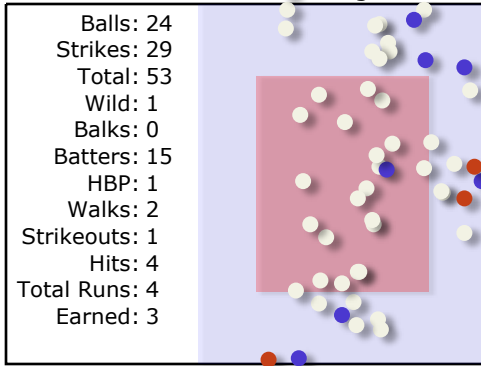 Balls: 24
Strikes: 29
Total: 53
Wild: 1
Balks: 0
Batters: 15
HBP: 1
Walks: 2
Strikeouts: 1
Hits: 4
Total Runs: 4
Earned: 3